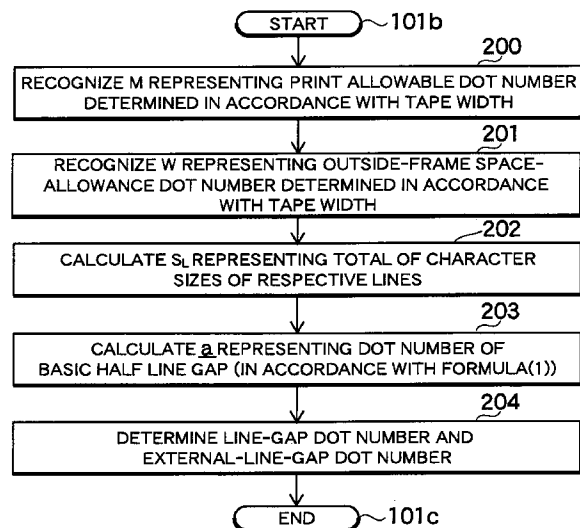 START
101b
200
RECOGNIZE M REPRESENTING PRINT ALLOWABLE DOT NUMBER
DETERMINED IN ACCORDANCE WITH TAPE WIDTH
201
RECOGNIZE W REPRESENTING OUTSIDE-FRAME SPACE-
ALLOWANCE DOT NUMBER DETERMINED IN ACCORDANCE
WITH TAPE WIDTH
202
CALCULATE SL REPRESENTING TOTAL OF CHARACTER
SIZES OF RESPECTIVE LINES
203
CALCULATE a REPRESENTING DOT NUMBER OF
BASIC HALF LINE GAP (IN ACCORDANCE WITH FORMULA(1))
204
DETERMINE LINE-GAP DOT NUMBER AND
EXTERNAL-LINE-GAP DOT NUMBER
END
101c